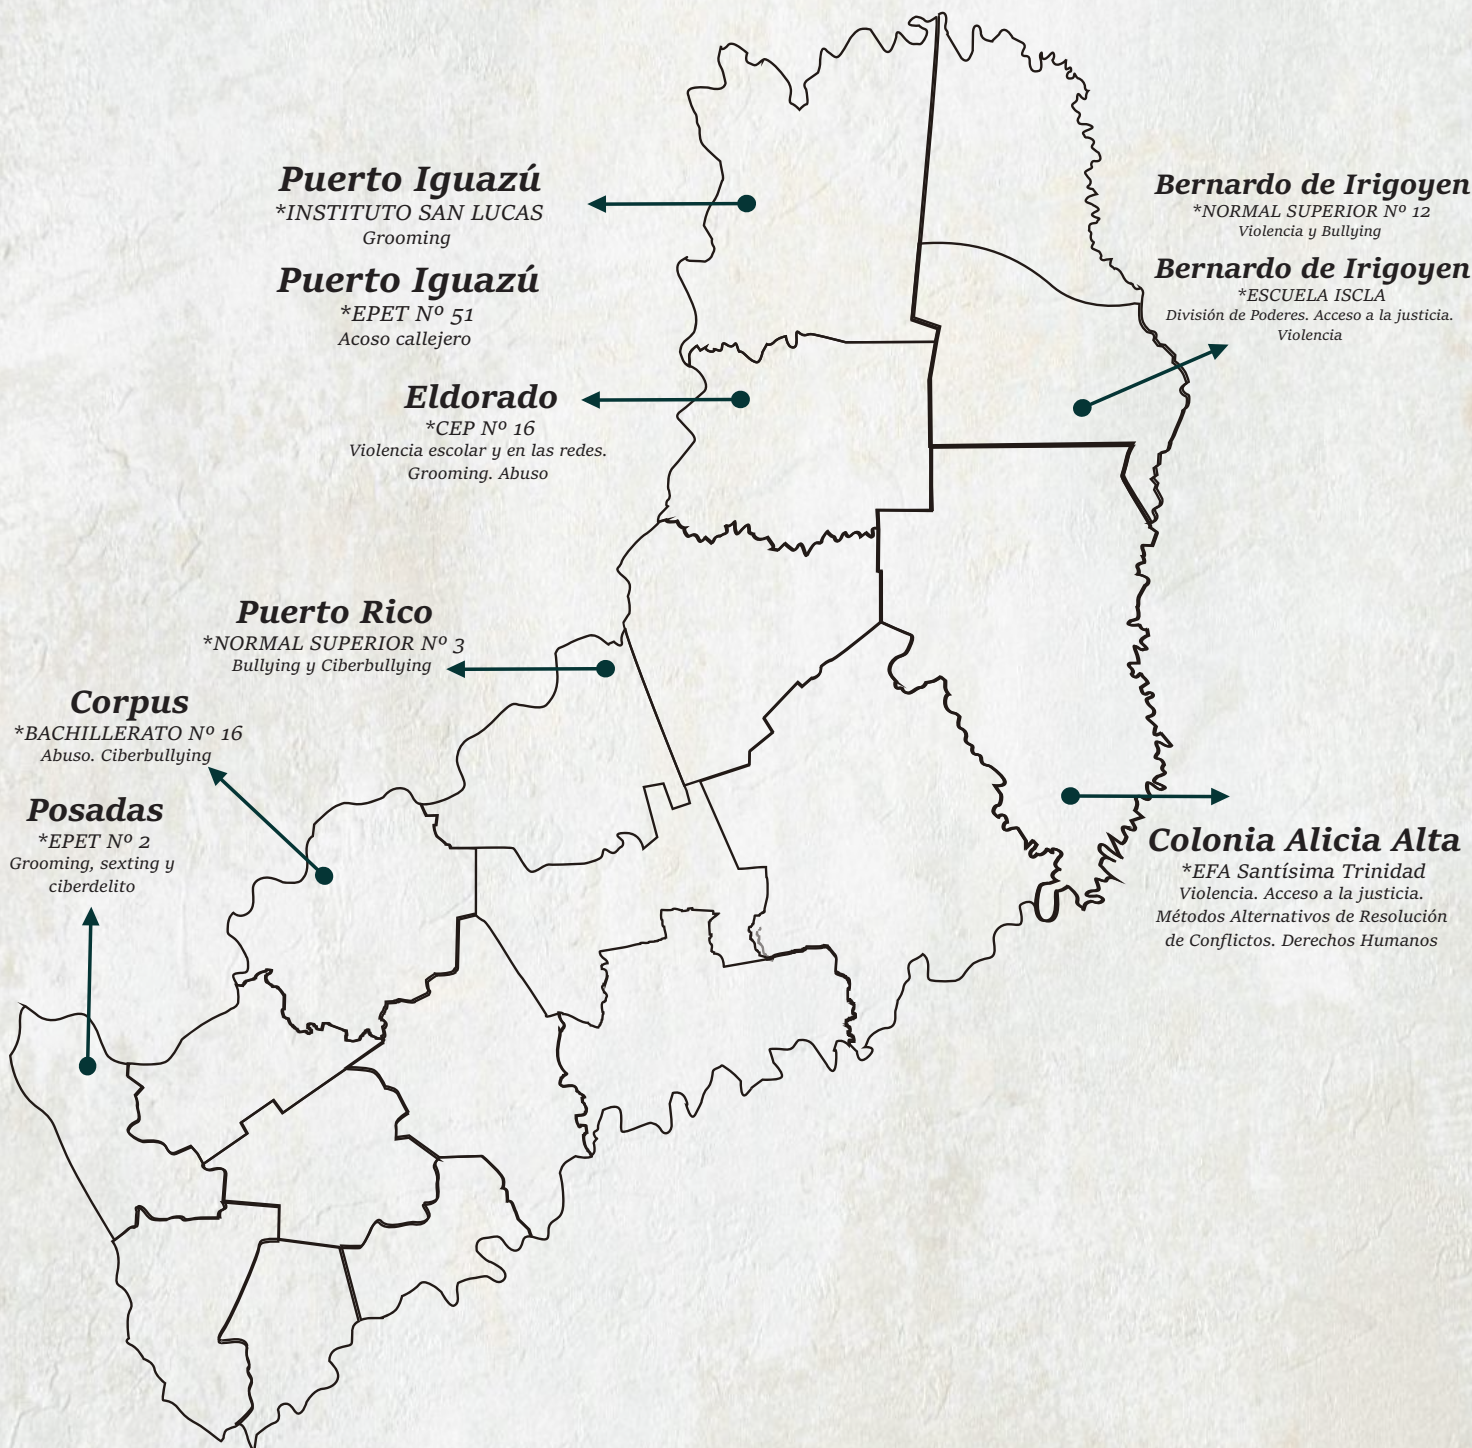 Puerto Iguazú
*INSTITUTO SAN LUCAS
Grooming
Puerto Iguazú
*EPET Nº 51
Acoso callejero
Eldorado
*CEP Nº 16
Violencia escolar y en las redes.
Grooming. Abuso
Puerto Rico
*NORMAL SUPERIOR Nº 3
Bullying y Ciberbullying
Corpus
*BACHILLERATO Nº 16
Abuso. Ciberbullying
Posadas
*EPET Nº 2
Grooming, sexting y
ciberdelito
Bernardo de Irigoyen
*NORMAL SUPERIOR Nº 12
Violencia y Bullying
Bernardo de Irigoyen
*ESCUELA ISCLA
División de Poderes. Acceso a la justicia.
Violencia
Colonia Alicia Alta
*EFA Santísima Trinidad
Violencia. Acceso a la justicia.
Métodos Alternativos de Resolución
de Conflictos. Derechos Humanos